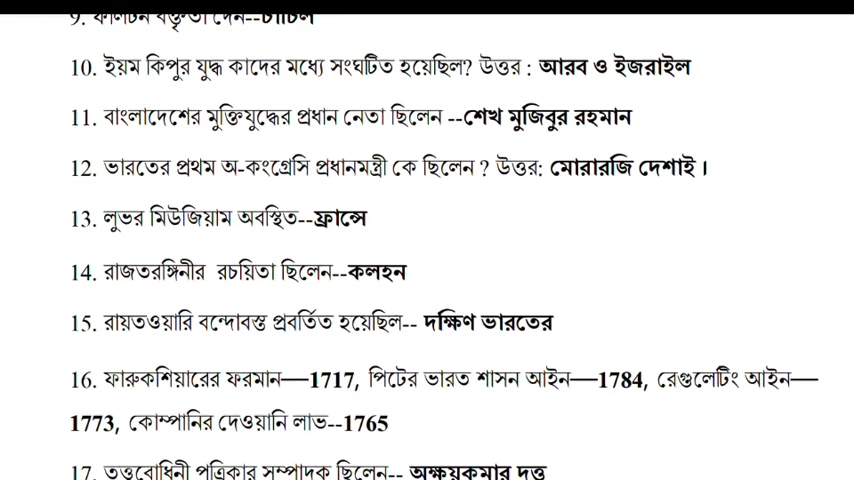 9. ফালটন বক্তৃতা দেন--চার্চিল
10. ইয়ম কিপুর যুদ্ধ কাদের মধ্যে সংঘটিত হয়েছিল? উত্তর : আরব ও ইজরাইল
11. বাংলাদেশের মুক্তিযুদ্ধের প্রধান নেতা ছিলেন --শেখ মুজিবুর রহমান
12. ভারতের প্রথম অ-কংগ্রেসি প্রধানমন্ত্রী কে ছিলেন ? উত্তর: মোরারজি দেশাই।
13. লুভর মিউজিয়াম অবস্থিত--ফ্রান্সে
14. রাজতরঙ্গিনীর রচয়িতা ছিলেন--কলহন
15. রায়তওয়ারি বন্দোবস্ত প্রবর্তিত হয়েছিল-- দক্ষিণ ভারতের
16. ফারুকশিয়ারের ফরমান—1717, পিটের ভারত শাসন আইন—1784, রেগুলেটিং আইন—
1773, কোম্পানির দেওয়ানি লাভ--1765
17. তত্ত্ববোধিনী পত্রিকার সম্পাদক ছিলেন-- অক্ষয়কুমার দত্ত